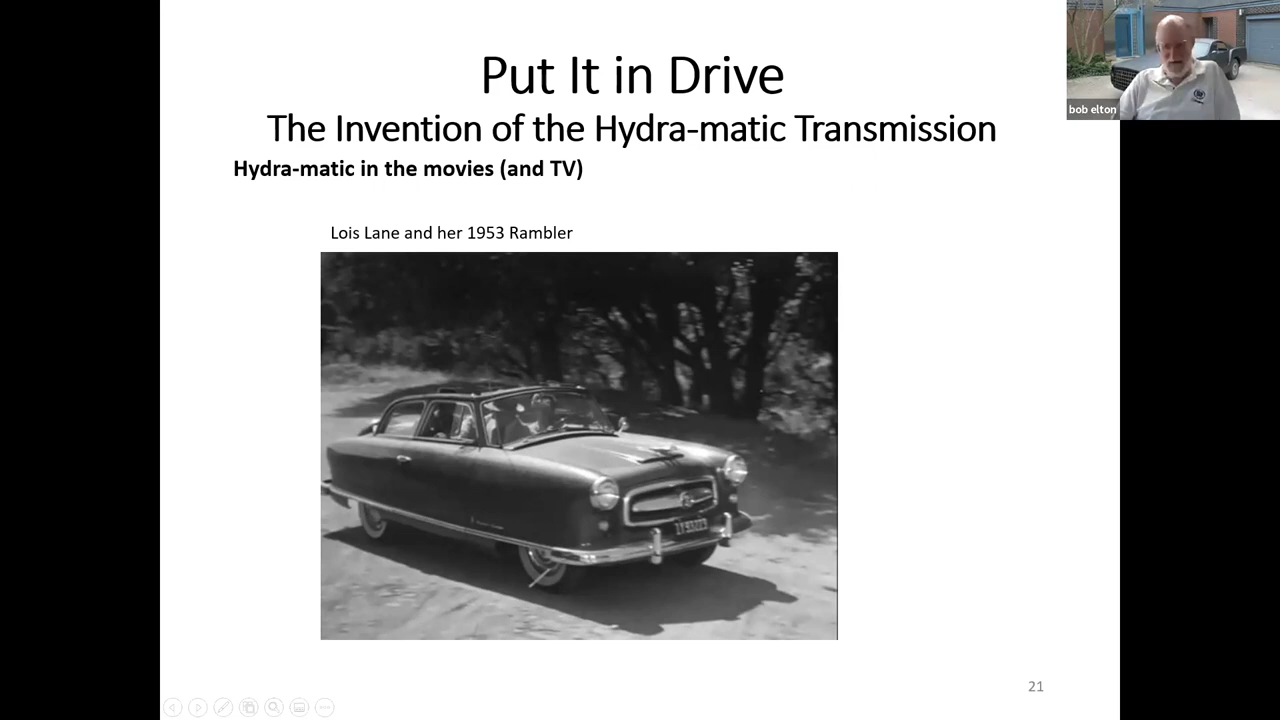 Put It in Drive
The Invention of the Hydra-matic Transmission
Hydra-matic in the movies (and TV)
Lois Lane and her 1953 Rambler
bob elton
21